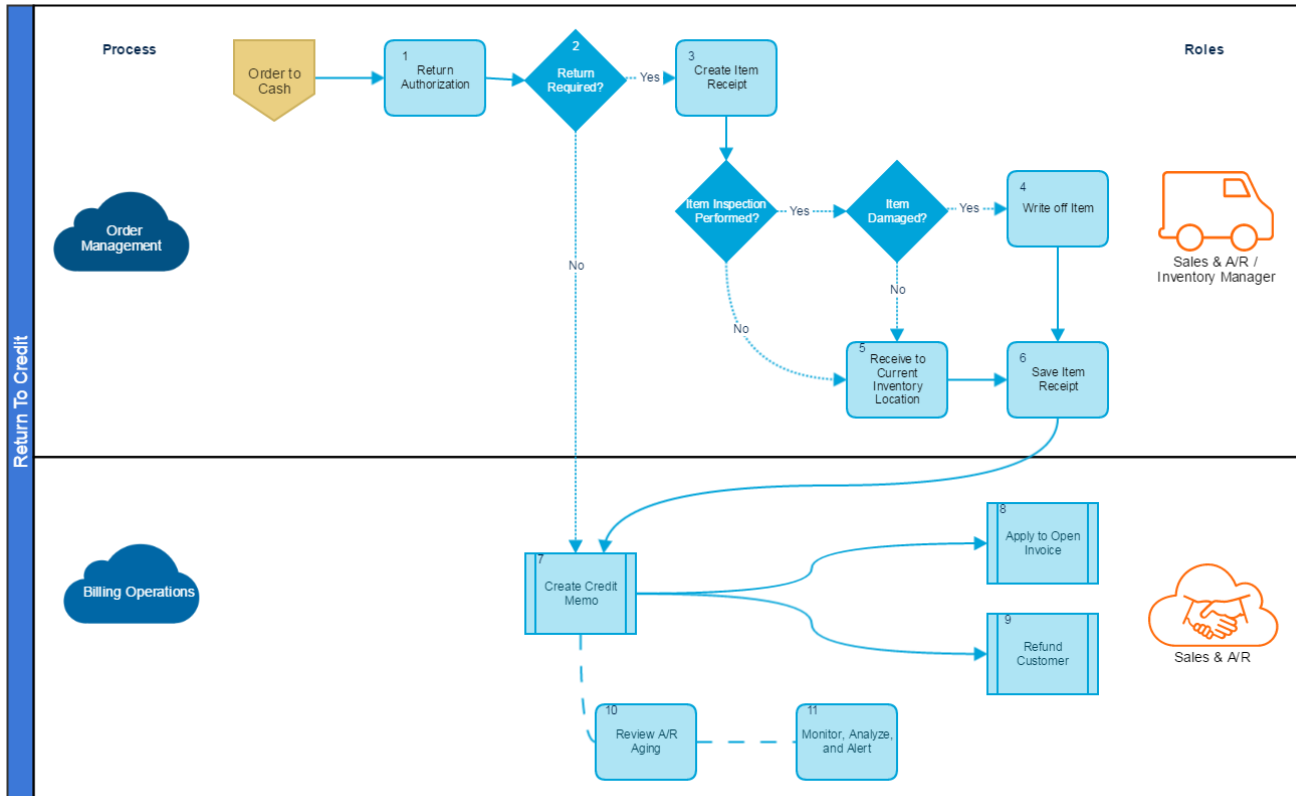 Process
Roles
Order to
Cash
1
Return
Authorization
2
Return
Required?
Yes
3
Create Item
Receipt
Order
Management
Item Inspection
Performed?
Yes
Item
Damaged?
Yes
4
Write off Item
Sales & A/R /
Inventory Manager
No
No
No
5
Receive to
Current
Inventory
Location
6
Save Item
Receipt
Return To Credit
Billing Operations
7
Create Credit
Memo
8
Apply to Open
Invoice
9
Refund
Customer
Sales & A/R
10
Review A/R
Aging
11
Monitor, Analyze,
and Alert